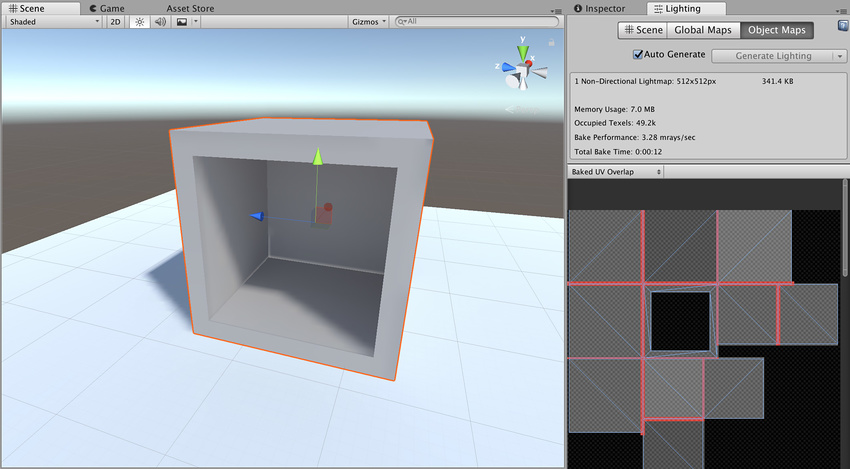 Scene
Game
Asset Store
Shaded
2D
Gizmos
All
y
x
z
Inspector
Lighting
Scene
Global Maps
Object Maps
Auto Generate
Generate Lighting
1 Non-Directional Lightmap: 512x512px 341.4 KB
Memory Usage: 7.0 MB
Occupied Texels: 49.2k
Bake Performance: 3.28 mrays/sec
Total Bake Time: 0:00:12
Baked UV Overlap